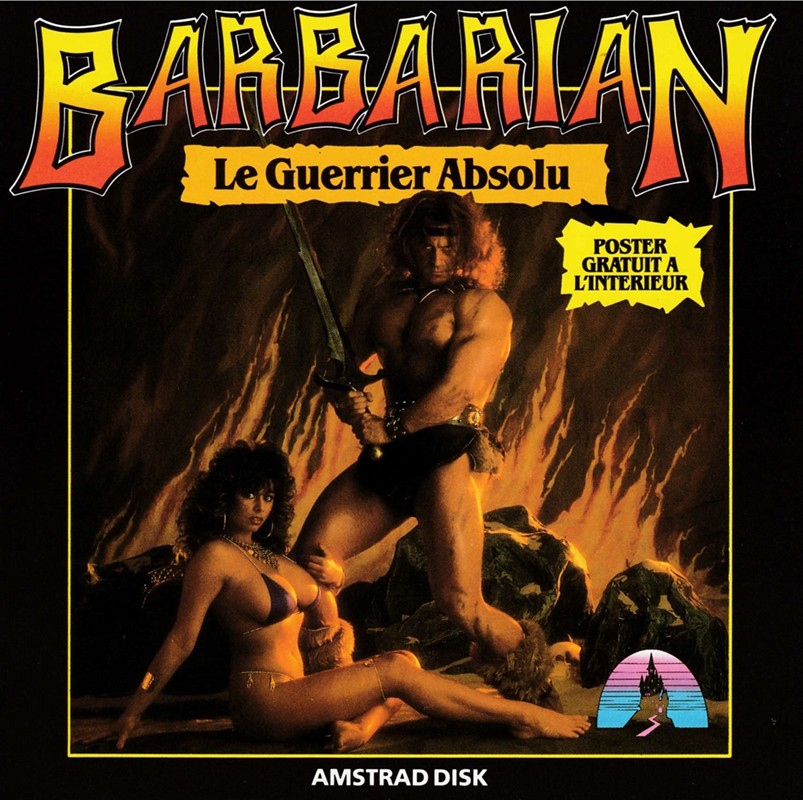 BARBARIAN
Le Guerrier Absolu
POSTER
GRATUIT A
L'INTERIEUR
AMSTRAD DISK